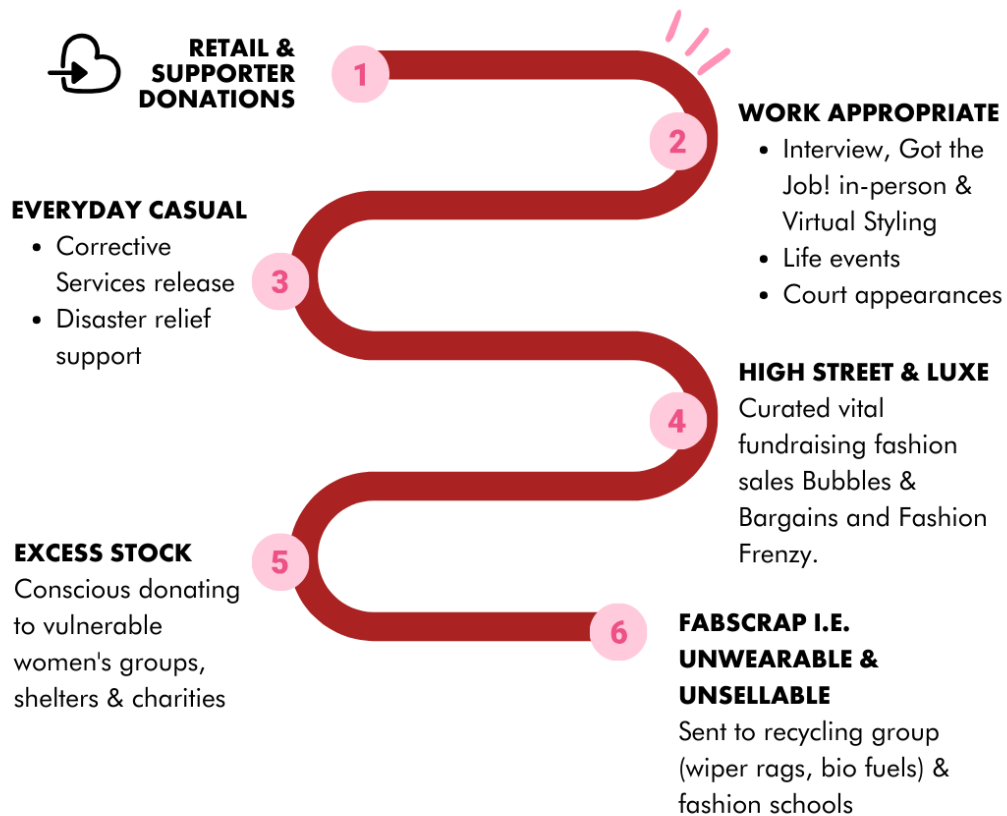 RETAIL &
SUPPORTER
DONATIONS
1
2
WORK APPROPRIATE
• Interview, Got the
Job! in-person &
Virtual Styling
• Life events
• Court appearances
EVERYDAY CASUAL
• Corrective
Services release
• Disaster relief
support
3
4
HIGH STREET & LUXE
Curated vital
fundraising fashion
sales Bubbles &
Bargains and Fashion
Frenzy.
EXCESS STOCK
Conscious donating
to vulnerable
women's groups,
shelters & charities
5
6
FABSCRAP I.E.
UNWEARABLE &
UNSELLABLE
Sent to recycling group
(wiper rags, bio fuels) &
fashion schools